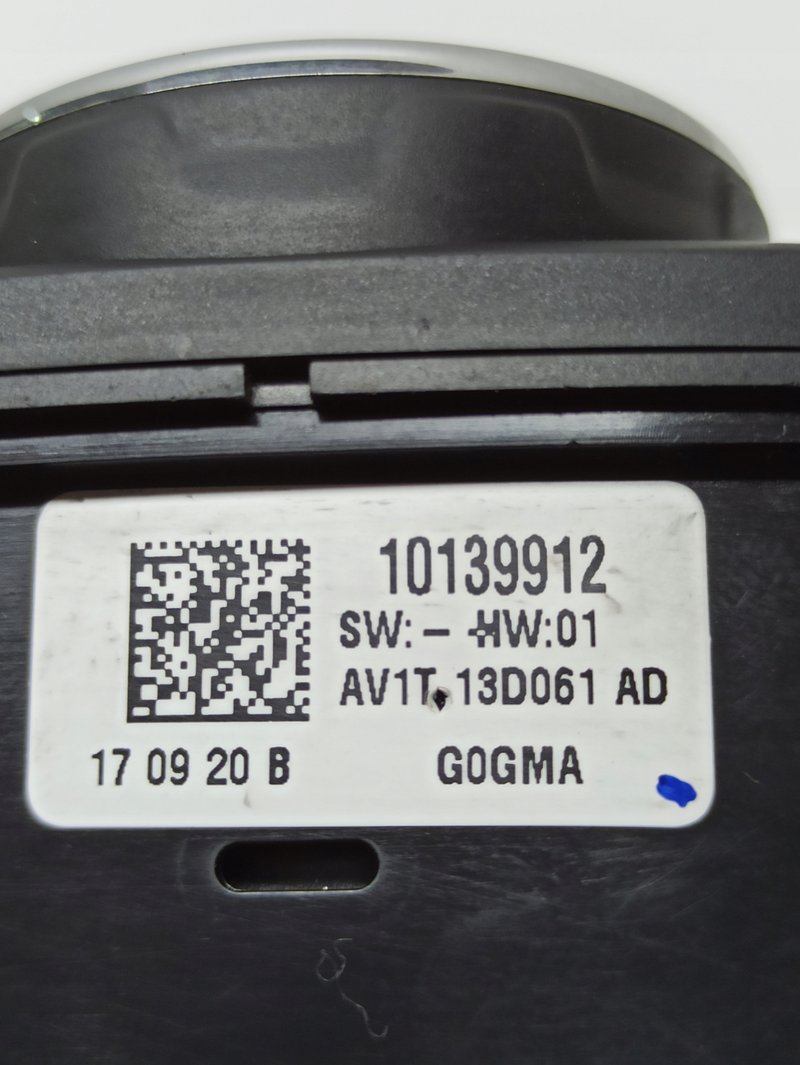 10139912
SW: - HW:01
AV1T 13D061 AD
17 09 20 B
G0GMA